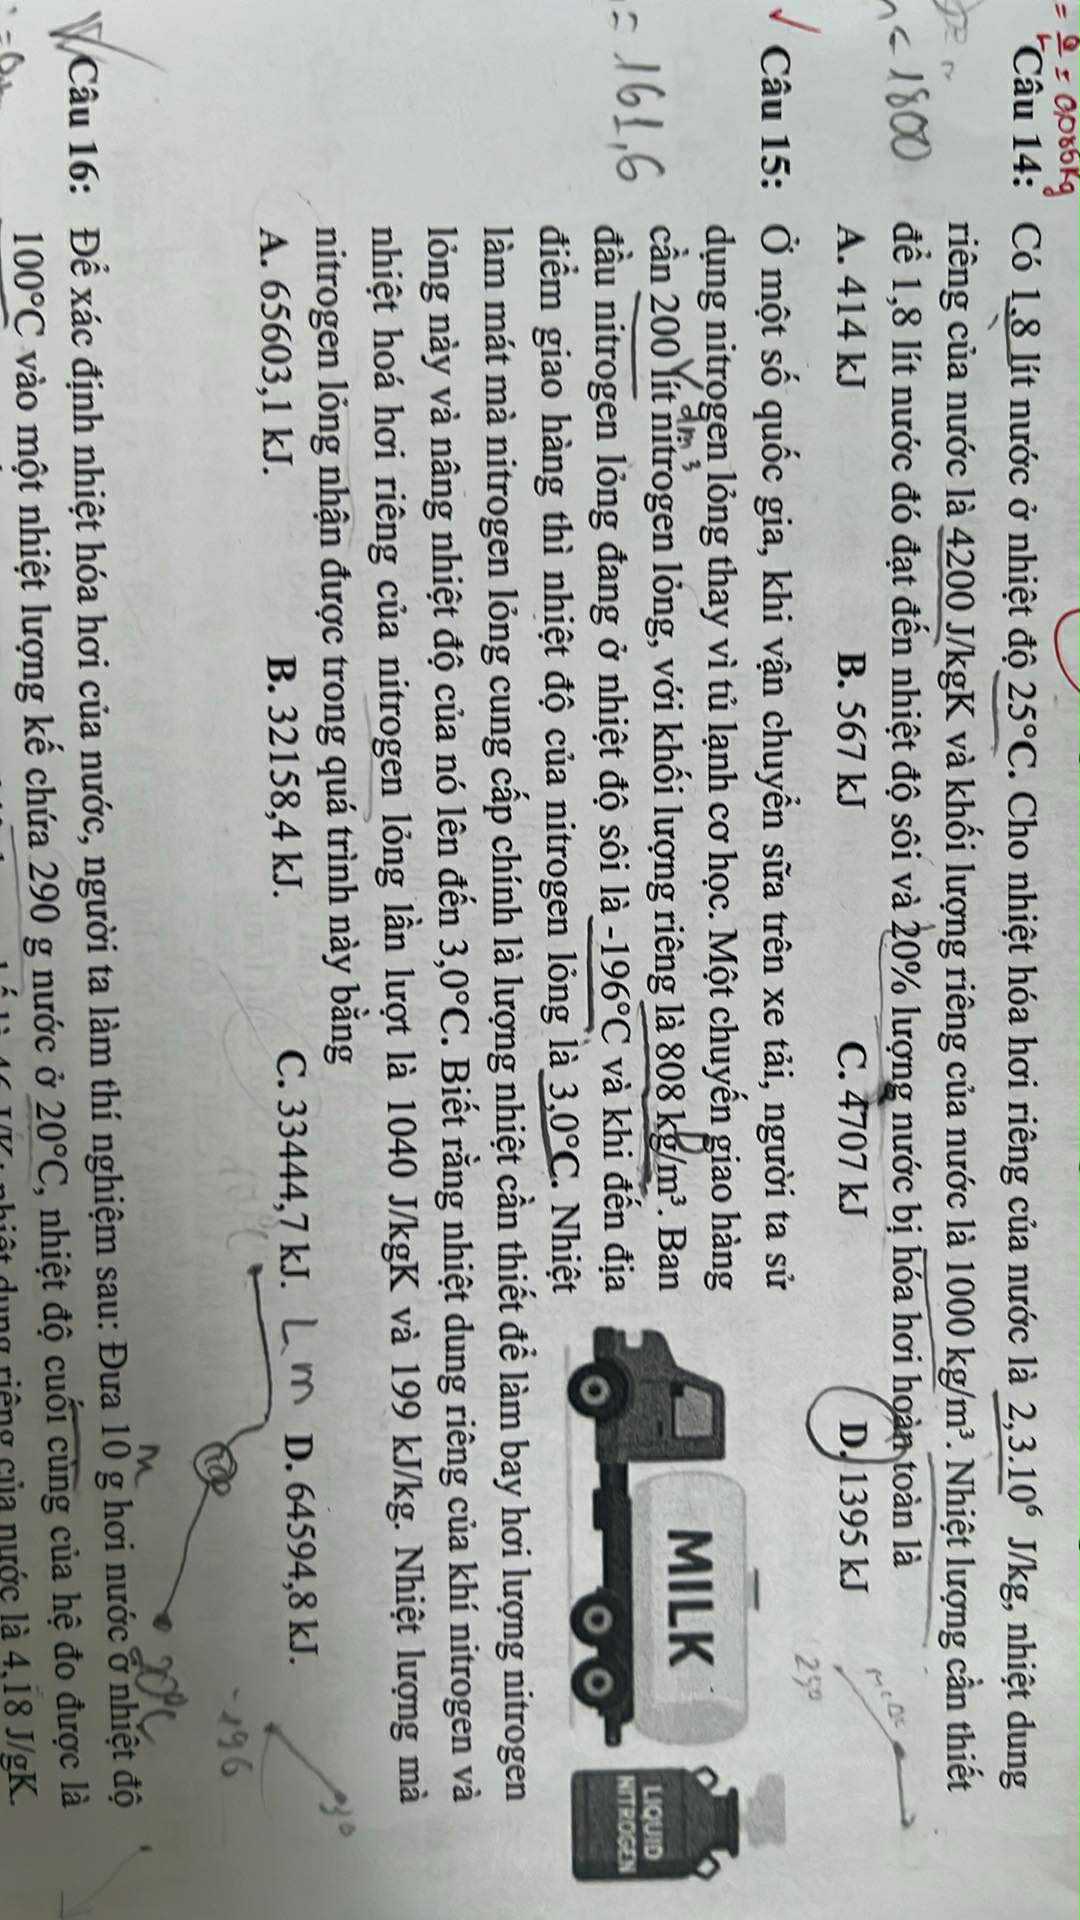 = Q/L = 0,086kg
Câu 14: Có 1,8 lít nước ở nhiệt độ 25°C. Cho nhiệt hóa hơi riêng của nước là 2,3.10⁶ J/kg, nhiệt dung
riêng của nước là 4200 J/kgK và khối lượng riêng của nước là 1000 kg/m³. Nhiệt lượng cần thiết
1800
để 1,8 lít nước đó đạt đến nhiệt độ sôi và 20% lượng nước bị hóa hơi hoàn toàn là
A. 414 kJ B. 567 kJ C. 4707 kJ D. 1395 kJ
25°
Câu 15: Ở một số quốc gia, khi vận chuyển sữa trên xe tải, người ta sử
dụng nitrogen lỏng thay vì tủ lạnh cơ học. Một chuyến giao hàng
dm³
cần 200 lít nitrogen lỏng, với khối lượng riêng là 808 kg/m³. Ban
= 161,6
đầu nitrogen lỏng đang ở nhiệt độ sôi là -196°C và khi đến địa
điểm giao hàng thì nhiệt độ của nitrogen lỏng là 3,0°C. Nhiệt
MILK
LIQUID
NITROGEN
làm mát mà nitrogen lỏng cung cấp chính là lượng nhiệt cần thiết để làm bay hơi lượng nitrogen
lỏng này và nâng nhiệt độ của nó lên đến 3,0°C. Biết rằng nhiệt dung riêng của khí nitrogen và
nhiệt hoá hơi riêng của nitrogen lỏng lần lượt là 1040 J/kgK và 199 kJ/kg. Nhiệt lượng mà
nitrogen lỏng nhận được trong quá trình này bằng
3°
A. 65603,1 kJ. B. 32158,4 kJ. C. 33444,7 kJ. Lm D. 64594,8 kJ.
-196
20°C
m
Câu 16: Để xác định nhiệt hóa hơi của nước, người ta làm thí nghiệm sau: Đưa 10 g hơi nước ở nhiệt độ
100°C vào một nhiệt lượng kế chứa 290 g nước ở 20°C, nhiệt độ cuối cùng của hệ đo được là
nhiệt dung riêng của nước là 4,18 J/gK.